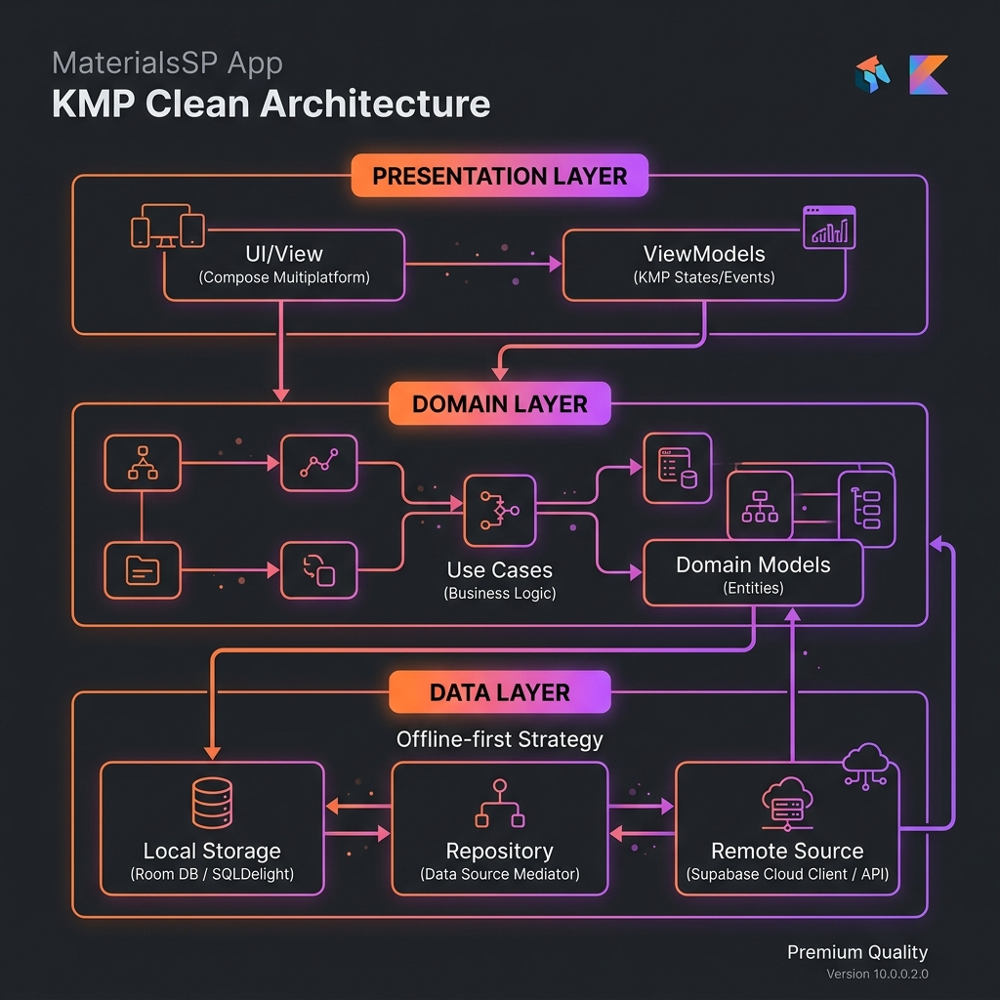 MaterialsSP App
KMP Clean Architecture
PRESENTATION LAYER
UI/View
(Compose Multiplatform)
ViewModels
(KMP States/Events)
DOMAIN LAYER
Use Cases
(Business Logic)
Domain Models
(Entities)
DATA LAYER
Offline-first Strategy
Local Storage
(Room DB / SQLDelight)
Repository
(Data Source Mediator)
Remote Source
(Supabase Cloud Client / API)
Premium Quality
Version 10.0.0.2.0